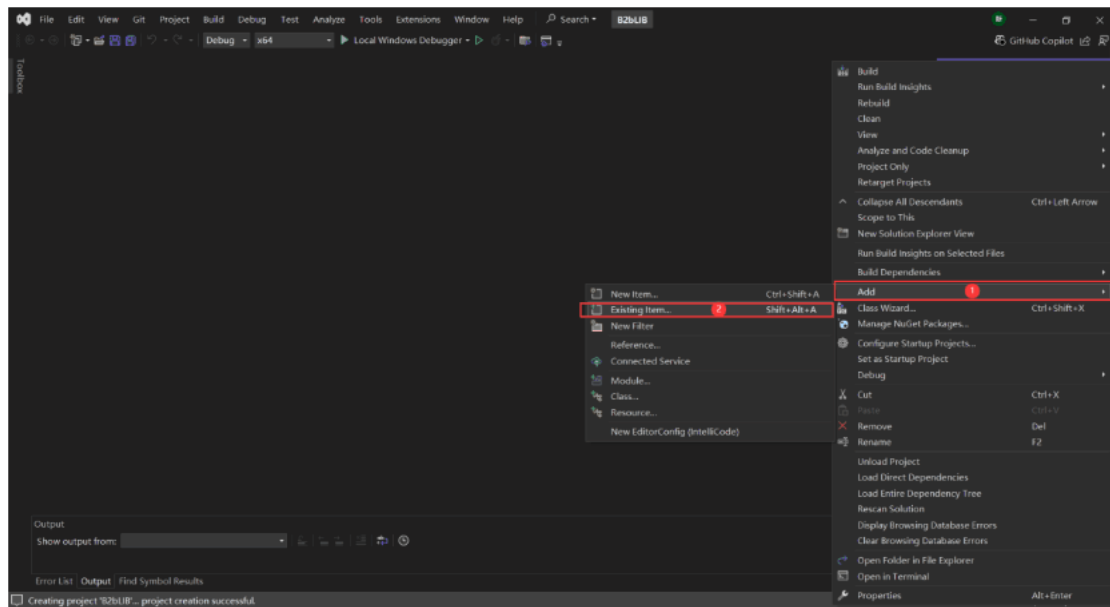 File Edit View Git Project Build Debug Test Analyze Tools Extensions Window Help Search B2bLIB
Debug x64 Local Windows Debugger GitHub Copilot
Toolbox
Build
Run Build Insights
Rebuild
Clean
View
Analyze and Code Cleanup
Project Only
Retarget Projects
Collapse All Descendants Ctrl+Left Arrow
Scope to This
New Solution Explorer View
Run Build Insights on Selected Files
Build Dependencies
Add 1
Class Wizard... Ctrl+Shift+X
Manage NuGet Packages...
Configure Startup Projects...
Set as Startup Project
Debug
Cut Ctrl+X
Paste Ctrl+V
Remove Del
Rename F2
Unload Project
Load Direct Dependencies
Load Entire Dependency Tree
Rescan Solution
Display Browsing Database Errors
Clear Browsing Database Errors
Open Folder in File Explorer
Open in Terminal
Properties Alt+Enter
New Item... Ctrl+Shift+A
Existing Item... 2 Shift+Alt+A
New Filter
Reference...
Connected Service
Module...
Class...
Resource...
New EditorConfig (IntelliCode)
Output
Show output from:
Error List Output Find Symbol Results
Creating project 'B2bLIB'... project creation successful.